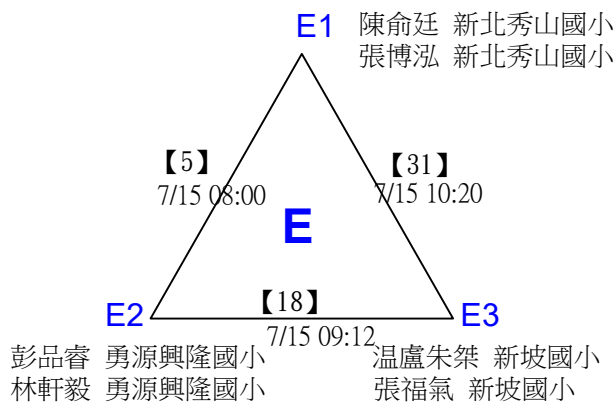 E1 陳俞廷 新北秀山國小
張博泓 新北秀山國小
【5】 【31】
7/15 08:00 7/15 10:20
E
E2 【18】 E3
7/15 09:12
彭品睿 勇源興隆國小 温盧朱桀 新坡國小
林軒毅 勇源興隆國小 張福氣 新坡國小